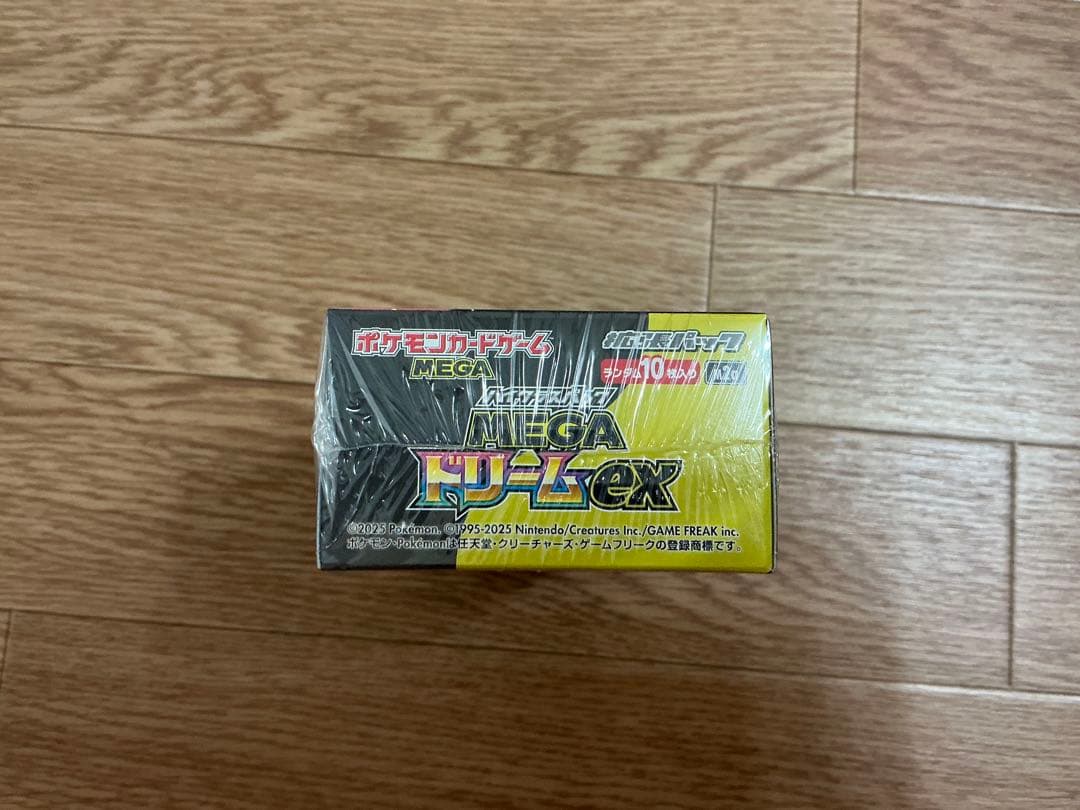 ポケモンカードゲーム
MEGA
拡張パック
ランダム10枚入り
M2a
ハイクラスパック
MEGA
ドリームex
©2025 Pokémon. ©1995-2025 Nintendo/Creatures Inc./GAME FREAK inc.
ポケモン・Pokémonは任天堂・クリーチャーズ・ゲームフリークの登録商標です。